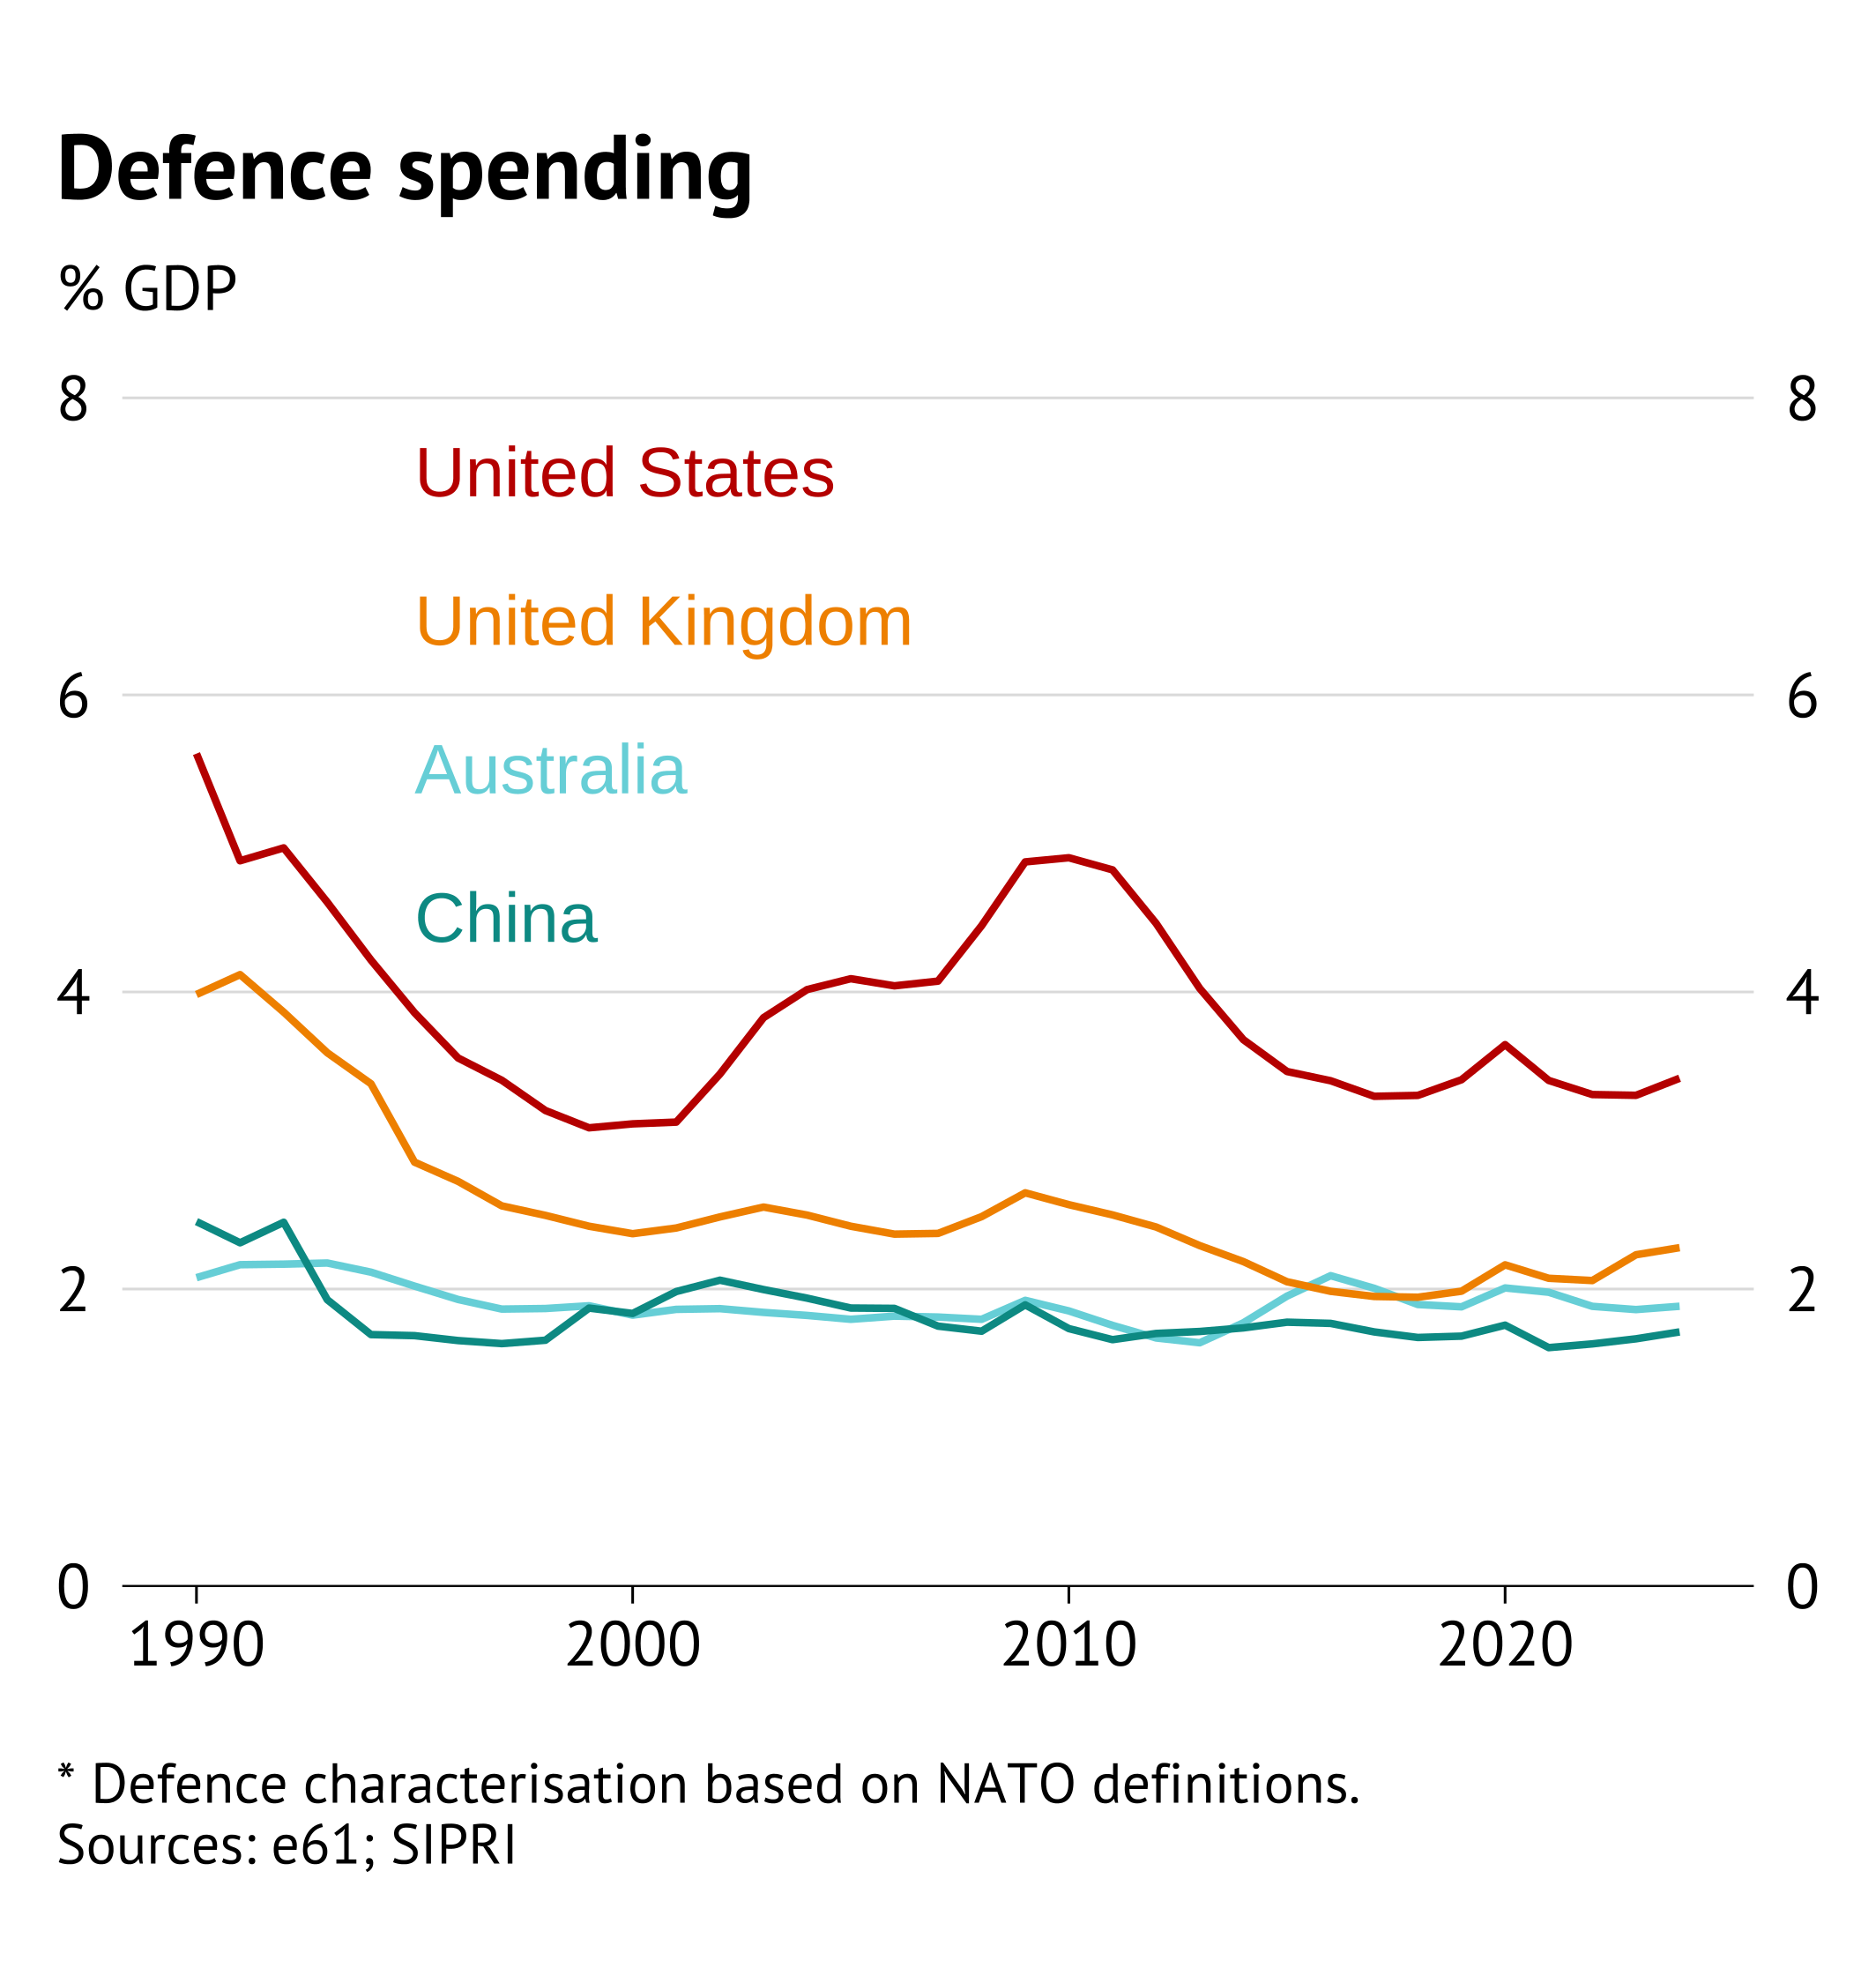 Defence spending
% GDP
8 8
United States
United Kingdom
6 6
Australia
China
4 4
2 2
0 0
1990 2000 2010 2020
* Defence characterisation based on NATO definitions.
Sources: e61; SIPRI